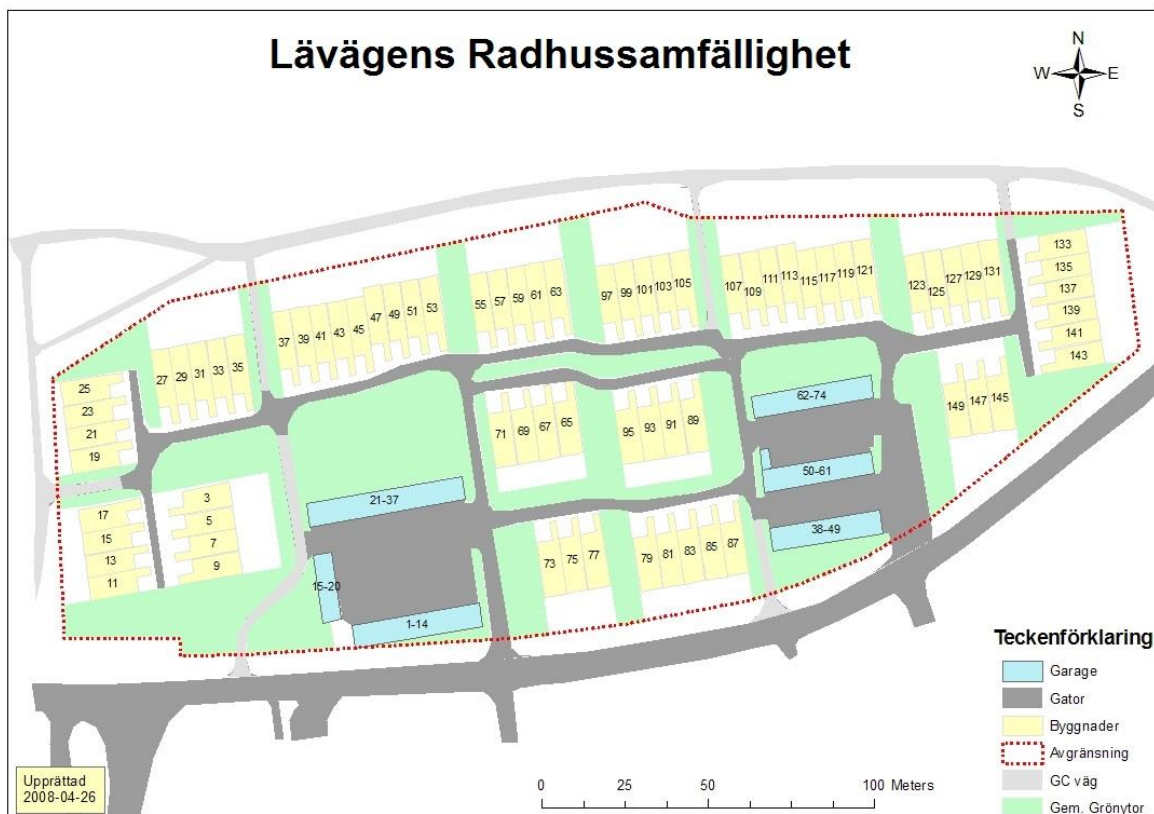 Lävägens Radhussamfällighet
N
W E
S
133
135
137
139
141
143
107 109 111 113 115 117 119 121
123 125 127 129 131
97 99 101 103 105
55 57 59 61 63
37 39 41 43 45 47 49 51 53
27 29 31 33 35
25
23
21
19
62-74
149 147 145
71 69 67 65
95 93 91 89
50-61
21-37
3
5
7
9
17
15
13
11
38-49
73 75 77
79 81 83 85 87
15-20
1-14
Teckenförklaring
Garage
Gator
Byggnader
Avgränsning
GC väg
Gem. Grönytor
Upprättad
2008-04-26
0 25 50 100 Meters